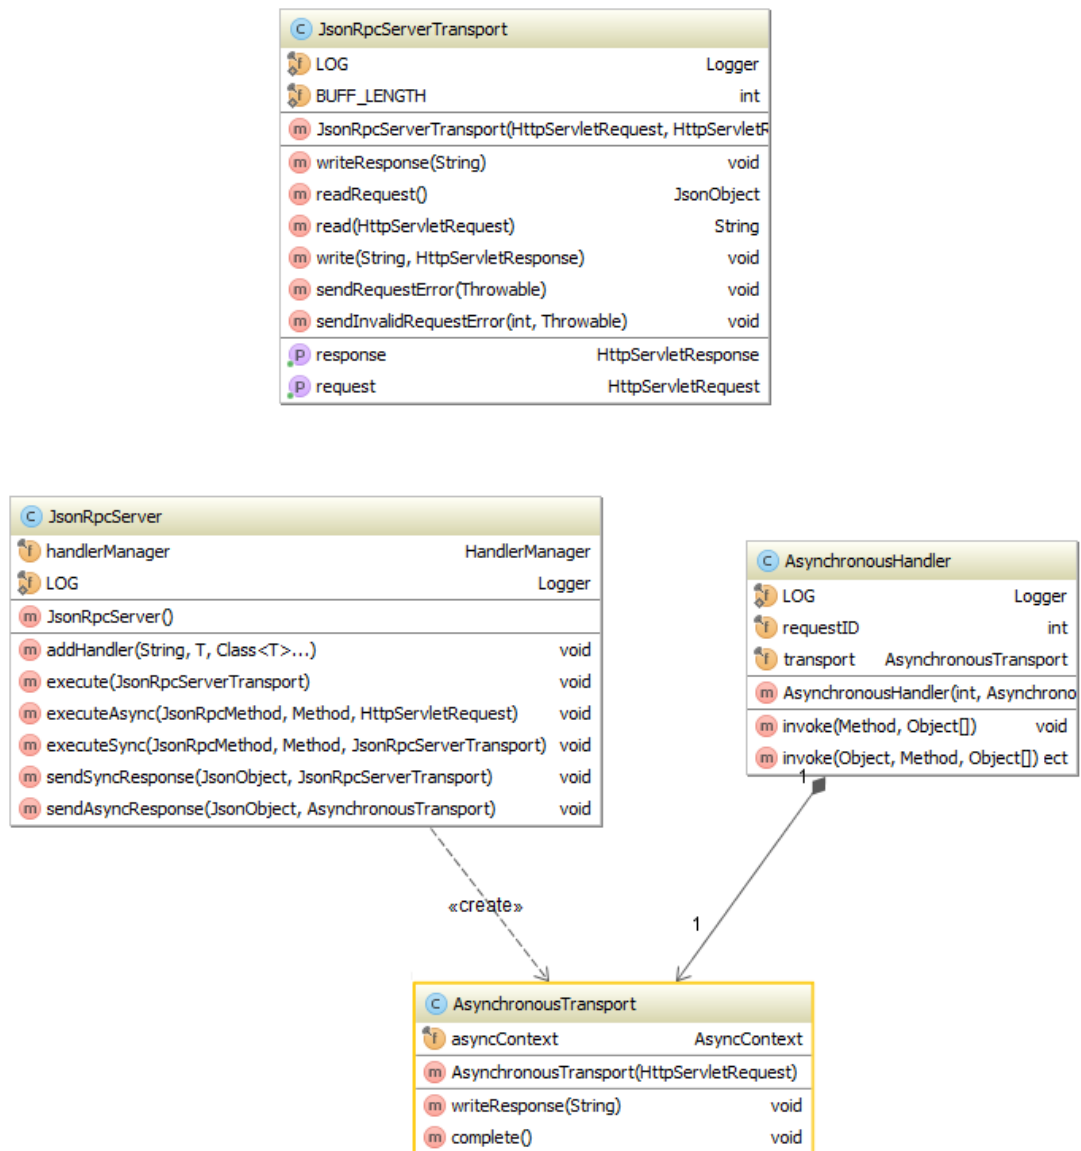 C JsonRpcServerTransport
f LOG Logger
f BUFF_LENGTH int
m JsonRpcServerTransport(HttpServletRequest, HttpServletR
m writeResponse(String) void
m readRequest() JsonObject
m read(HttpServletRequest) String
m write(String, HttpServletResponse) void
m sendRequestError(Throwable) void
m sendInvalidRequestError(int, Throwable) void
P response HttpServletResponse
P request HttpServletRequest
C JsonRpcServer
f handlerManager HandlerManager
f LOG Logger
m JsonRpcServer()
m addHandler(String, T, Class<T>...) void
m execute(JsonRpcServerTransport) void
m executeAsync(JsonRpcMethod, Method, HttpServletRequest) void
m executeSync(JsonRpcMethod, Method, JsonRpcServerTransport) void
m sendSyncResponse(JsonObject, JsonRpcServerTransport) void
m sendAsyncResponse(JsonObject, AsynchronousTransport) void
C AsynchronousHandler
f LOG Logger
f requestID int
f transport AsynchronousTransport
m AsynchronousHandler(int, Asynchrono
m invoke(Method, Object[]) void
m invoke(Object, Method, Object[]) ect
1
«create»
1
C AsynchronousTransport
f asyncContext AsyncContext
m AsynchronousTransport(HttpServletRequest)
m writeResponse(String) void
m complete() void